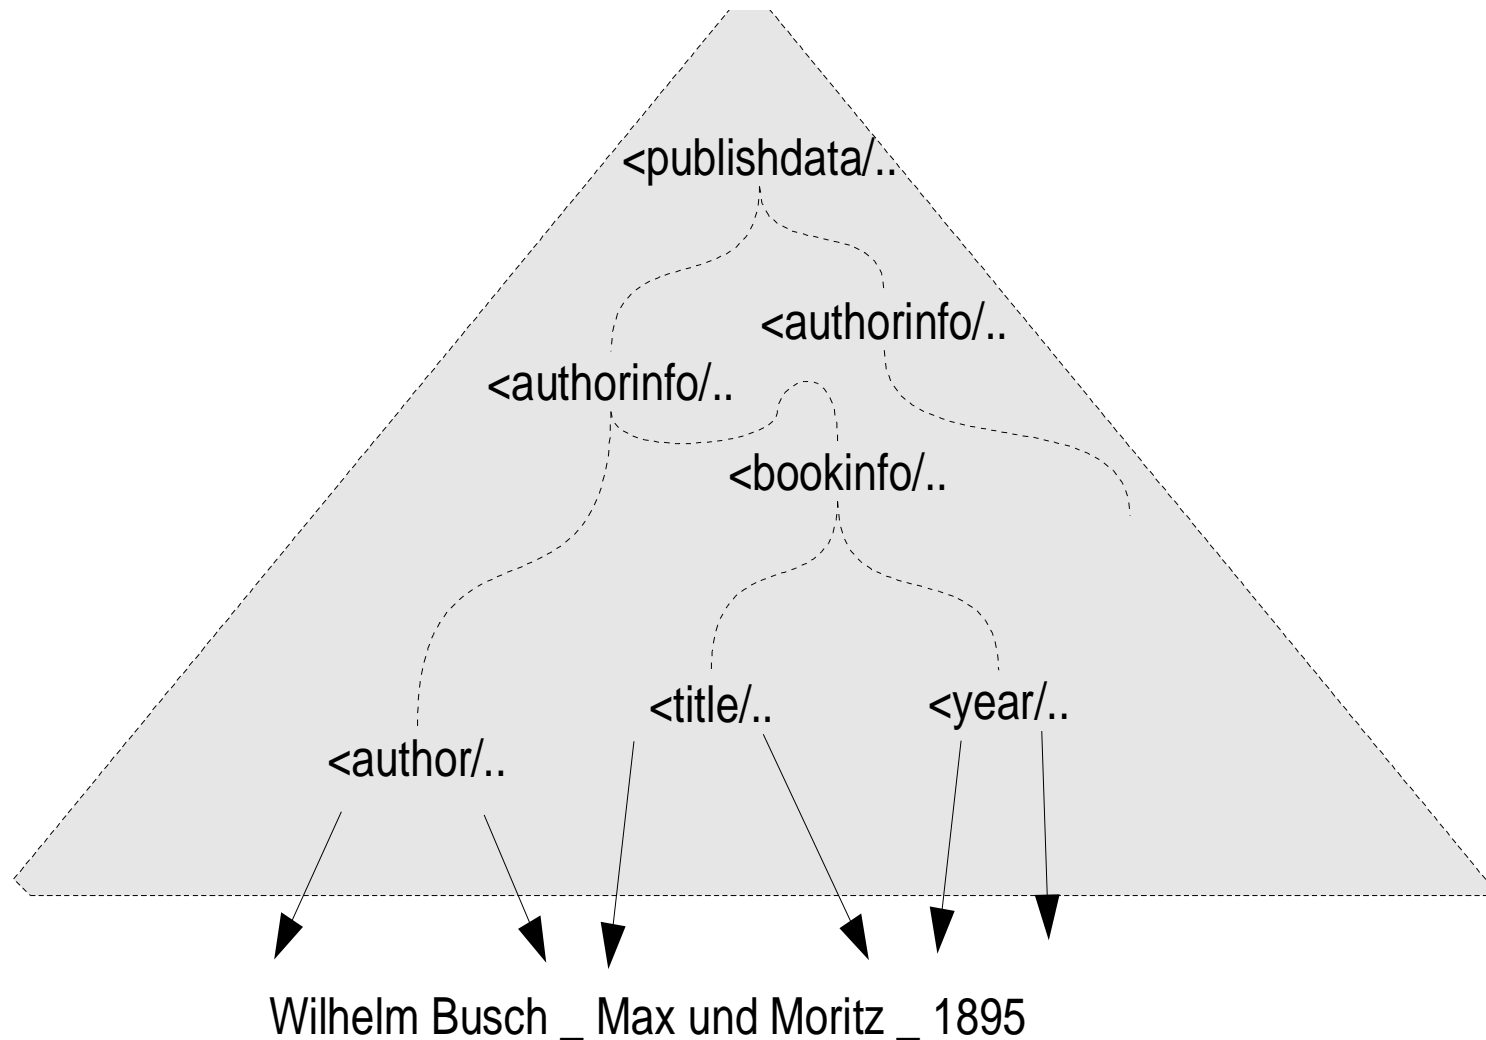 <publishdata/..
<authorinfo/..
<authorinfo/..
<bookinfo/..
<title/..
<year/..
<author/..
Wilhelm Busch _ Max und Moritz _ 1895